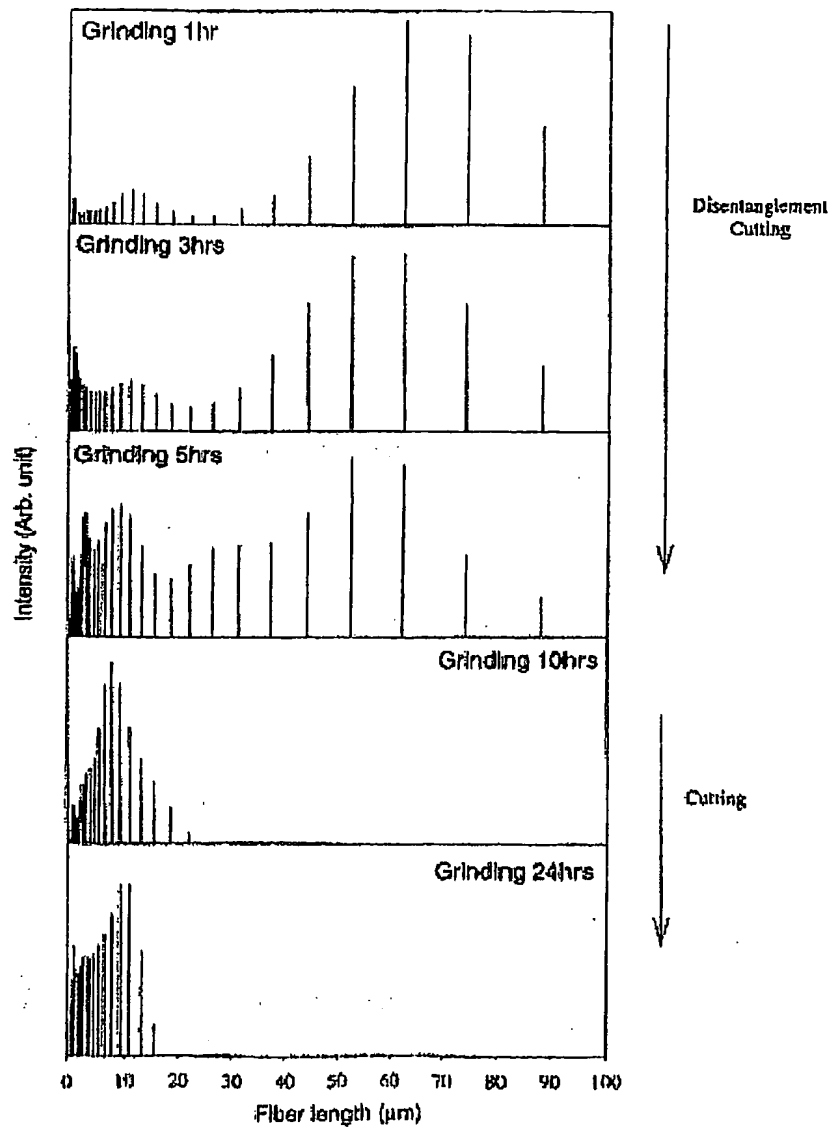 Grinding 1hr
Disentanglement
Cutting
Grinding 3hrs
Grinding 5hrs
Intensity (Arb. unit)
Grinding 10hrs
Cutting
Grinding 24hrs
0 10 20 30 40 50 60 70 80 90 100
Fiber length (μm)